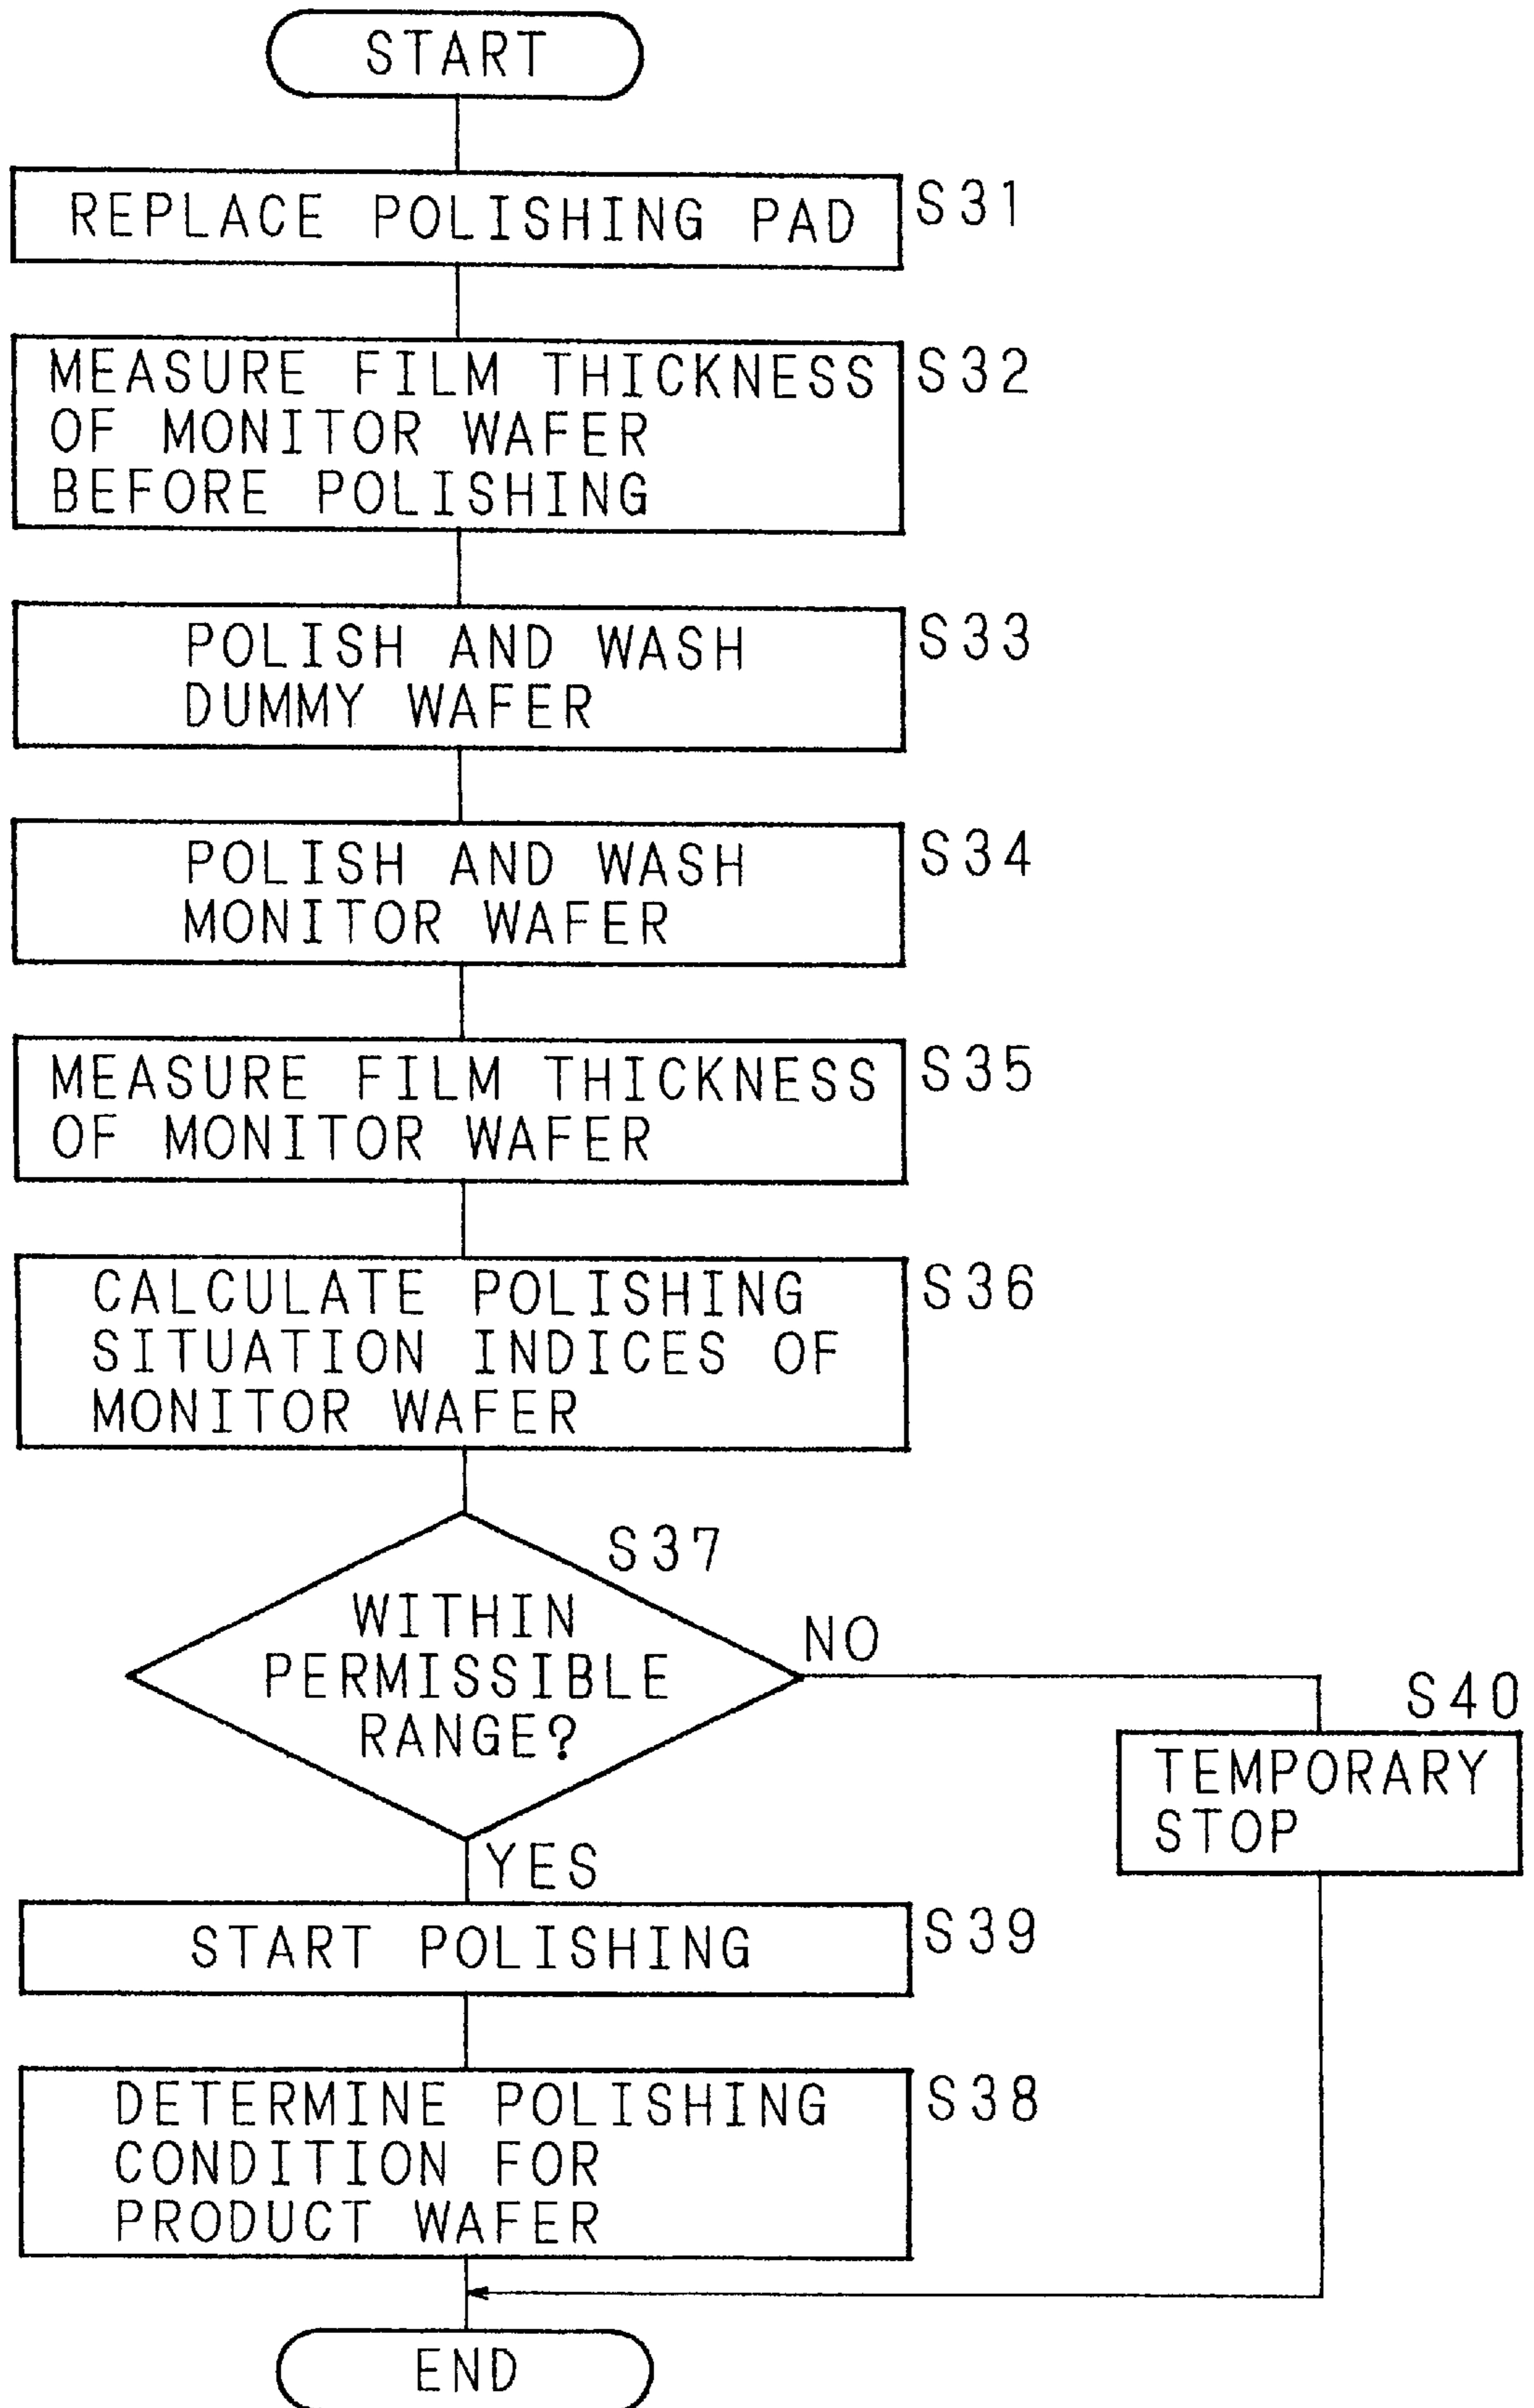 START
REPLACE POLISHING PAD
S31
MEASURE FILM THICKNESS
OF MONITOR WAFER
BEFORE POLISHING
S32
POLISH AND WASH
DUMMY WAFER
S33
POLISH AND WASH
MONITOR WAFER
S34
MEASURE FILM THICKNESS
OF MONITOR WAFER
S35
CALCULATE POLISHING
SITUATION INDICES OF
MONITOR WAFER
S36
S37
WITHIN
PERMISSIBLE
RANGE?
NO
S40
TEMPORARY
STOP
YES
START POLISHING
S39
DETERMINE POLISHING
CONDITION FOR
PRODUCT WAFER
S38
END